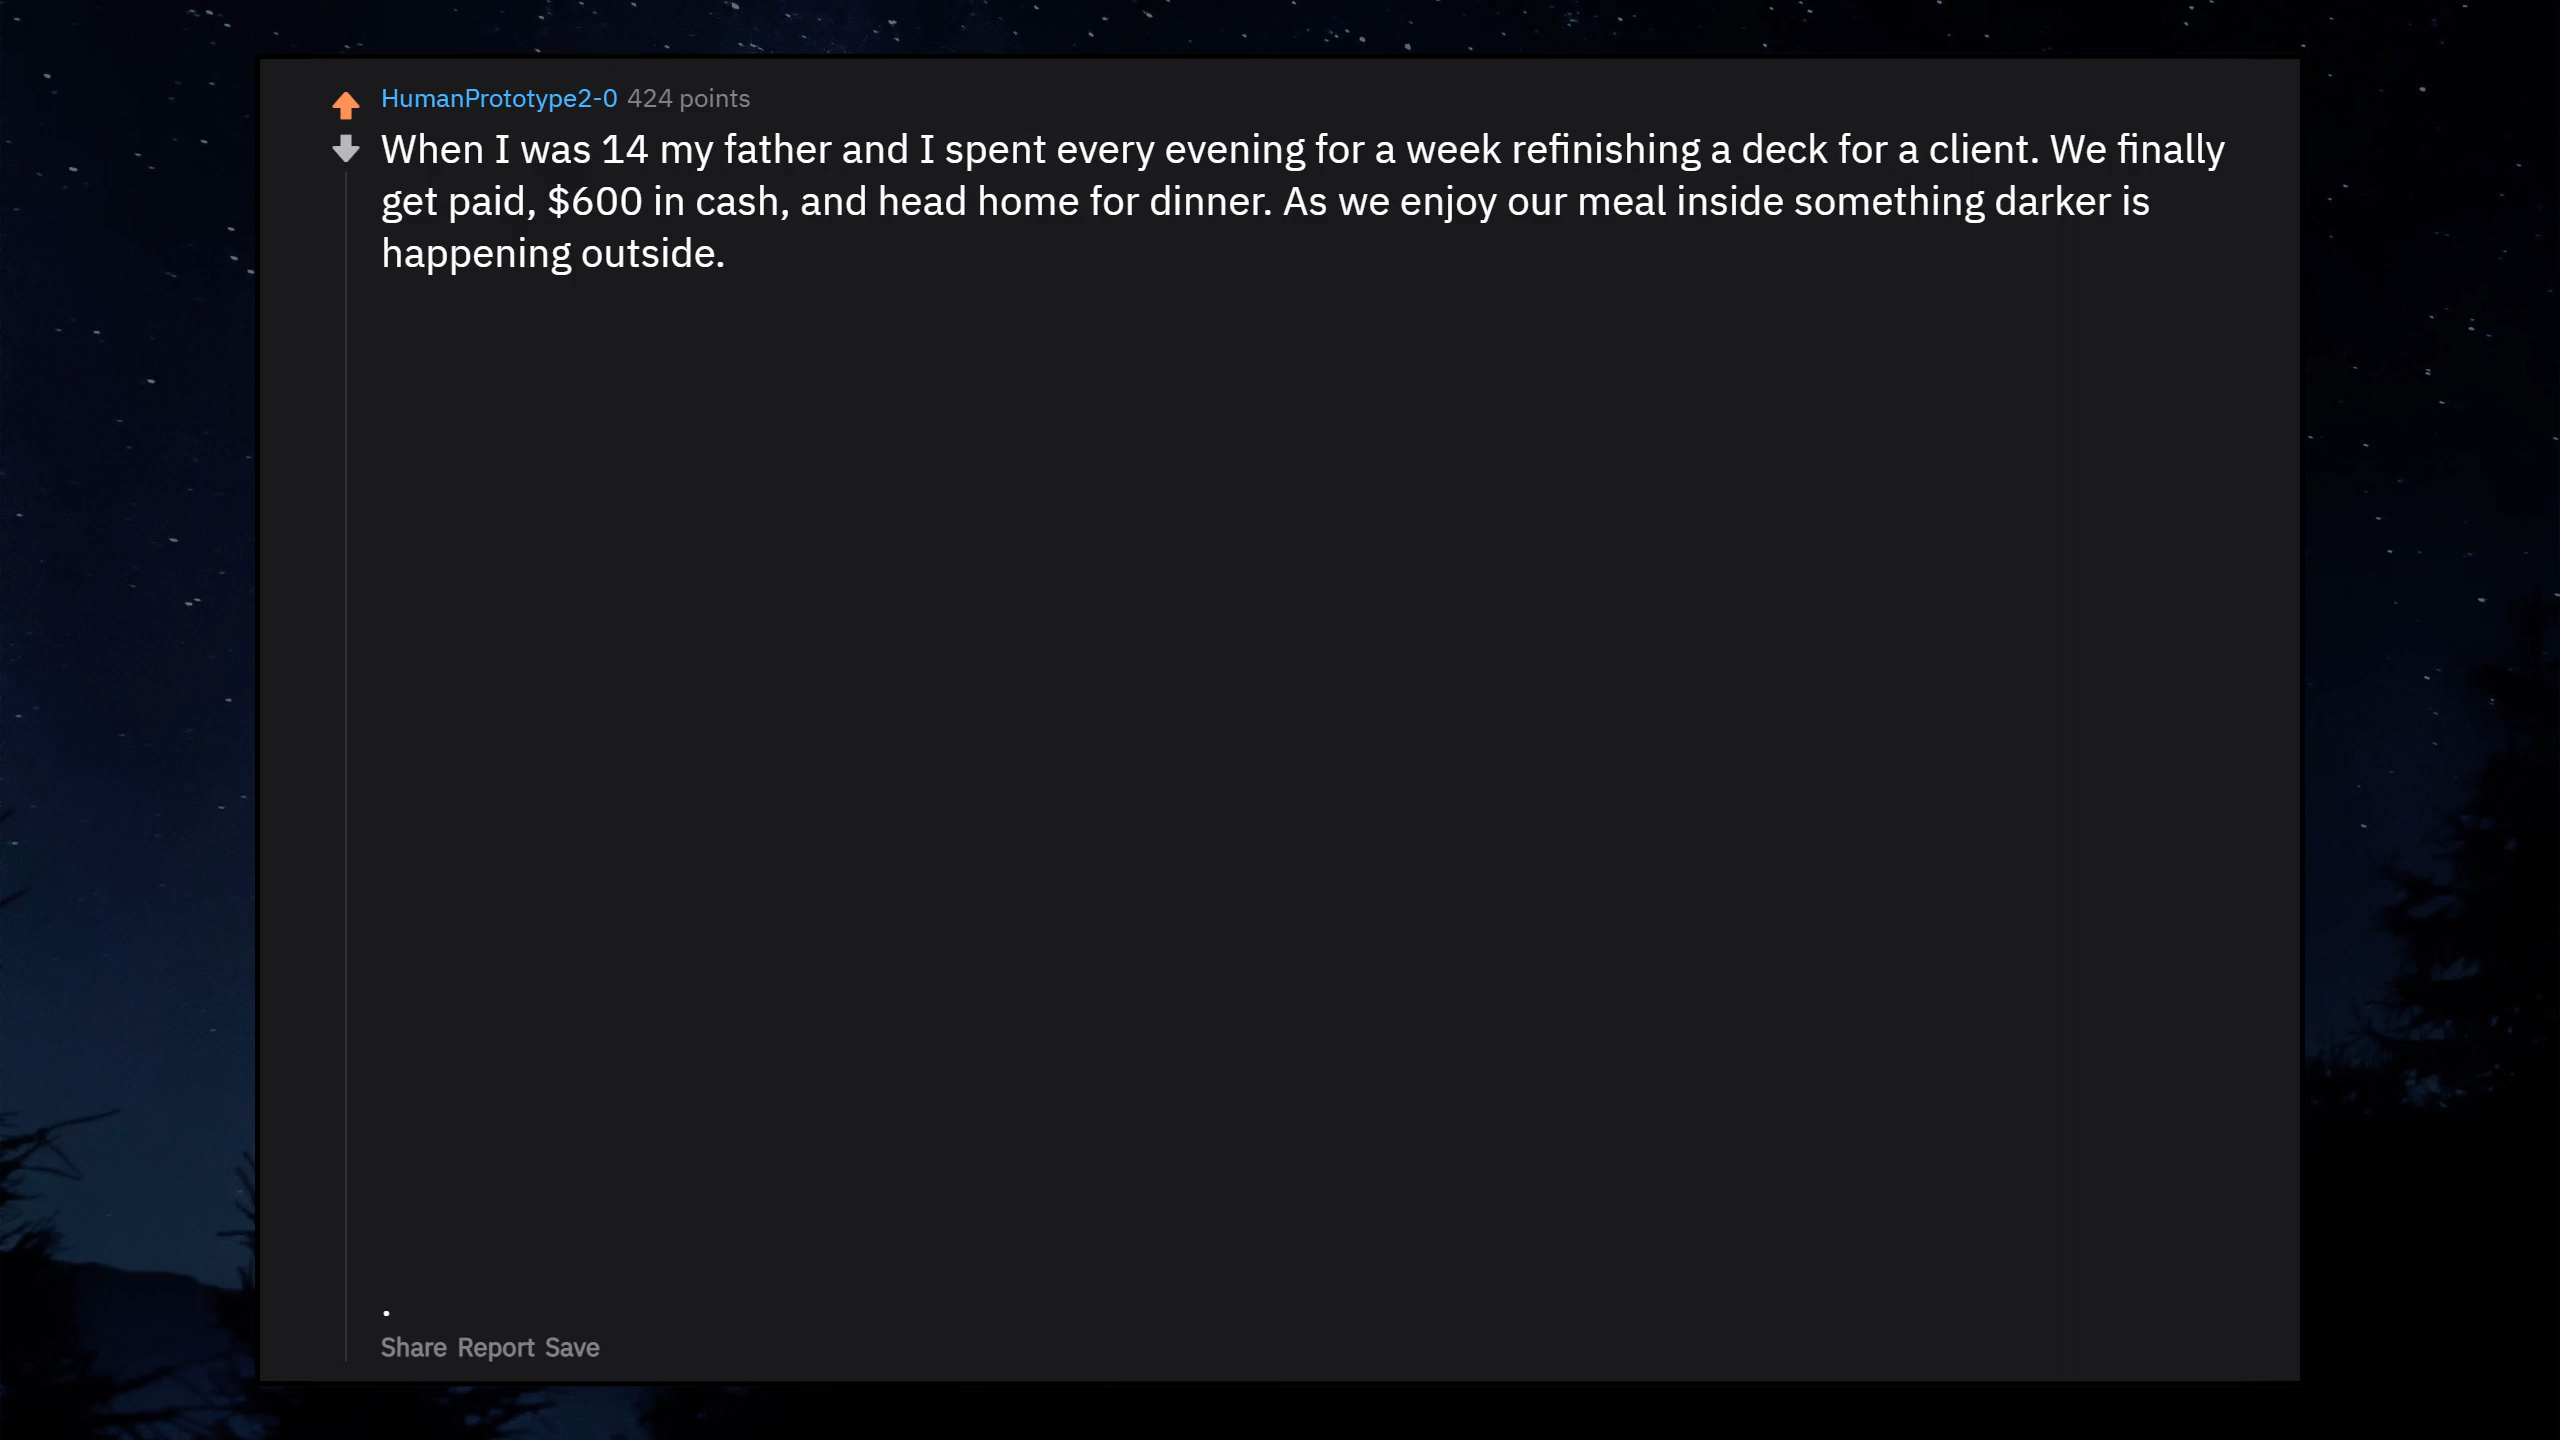 HumanPrototype2-0 424 points
When I was 14 my father and I spent every evening for a week refinishing a deck for a client. We finally
get paid, $600 in cash, and head home for dinner. As we enjoy our meal inside something darker is
happening outside.
.
Share Report Save